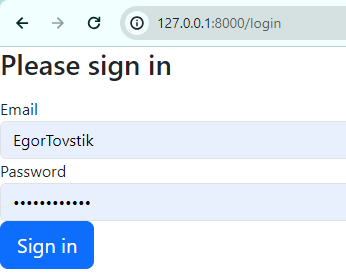 127.0.0.1:8000/login
Please sign in
Email
EgorTovstik
Password
••••••••••••
Sign in